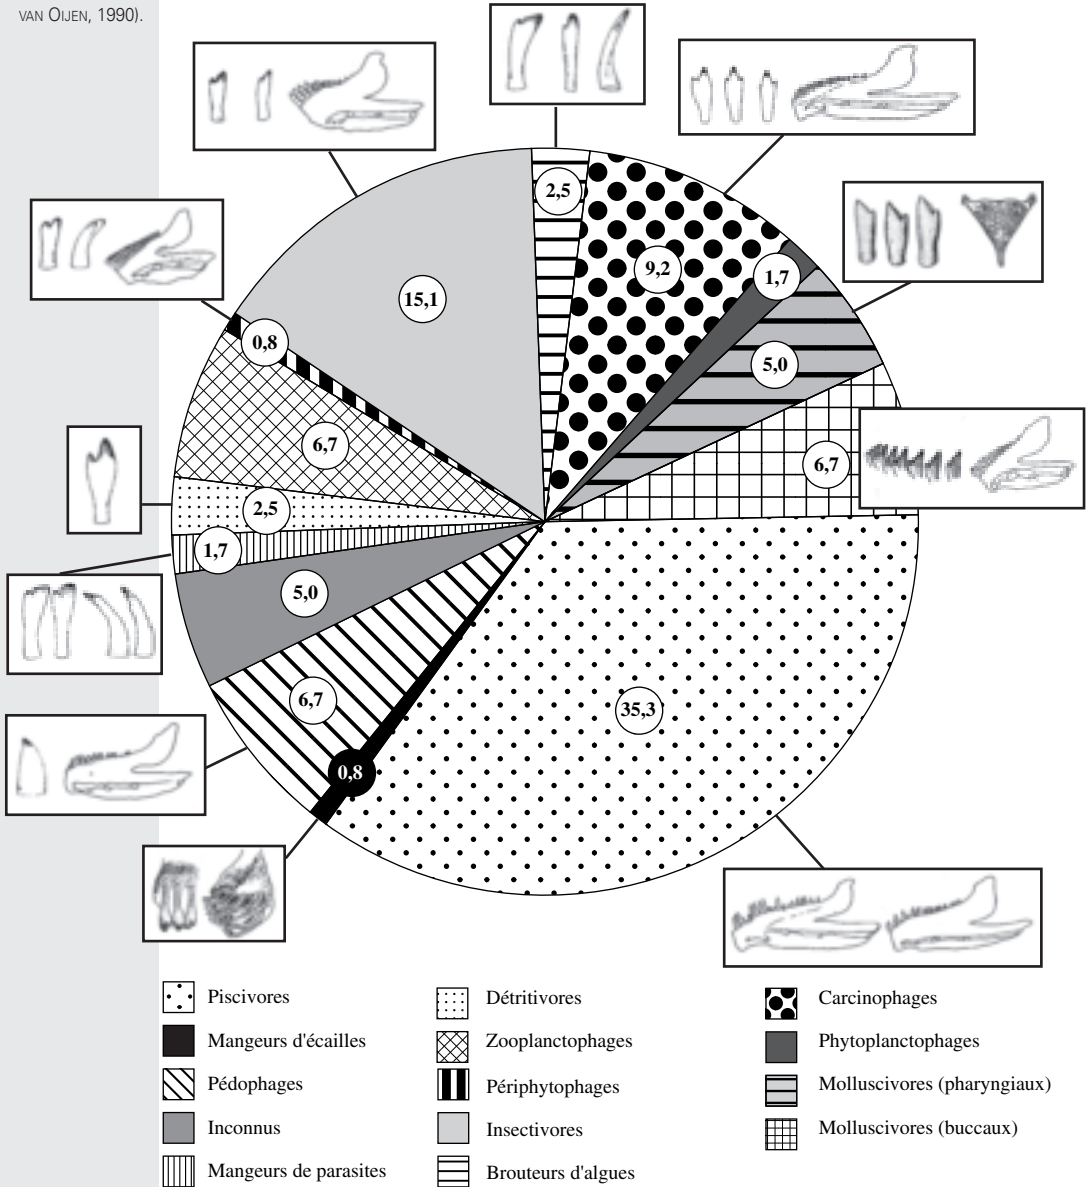 VAN OIJEN, 1990).
2,5
9,2
1,7
15,1
5,0
0,8
6,7
6,7
2,5
1,7
5,0
6,7
35,3
0,8
Piscivores
Mangeurs d'écailles
Pédophages
Inconnus
Mangeurs de parasites
Détritivores
Zooplanctophages
Périphytophages
Insectivores
Brouteurs d'algues
Carcinophages
Phytoplanctophages
Molluscivores (pharyngiaux)
Molluscivores (buccaux)